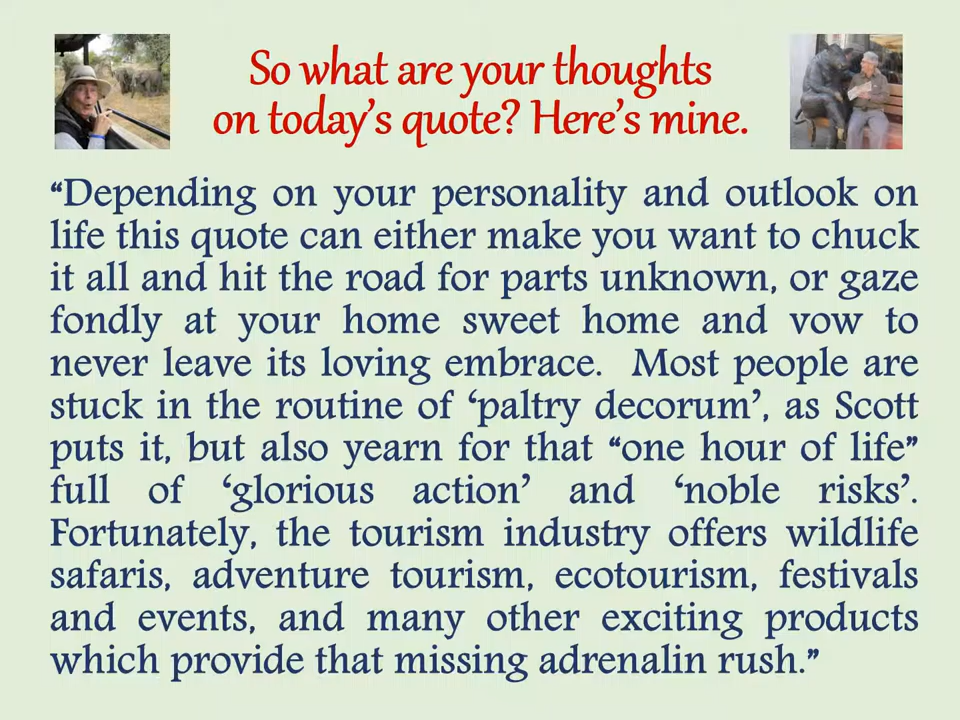 So what are your thoughts
on today's quote? Here's mine.
“Depending on your personality and outlook on
life this quote can either make you want to chuck
it all and hit the road for parts unknown, or gaze
fondly at your home sweet home and vow to
never leave its loving embrace. Most people are
stuck in the routine of ‘paltry decorum’, as Scott
puts it, but also yearn for that “one hour of life”
full of ‘glorious action’ and ‘noble risks’.
Fortunately, the tourism industry offers wildlife
safaris, adventure tourism, ecotourism, festivals
and events, and many other exciting products
which provide that missing adrenalin rush.”